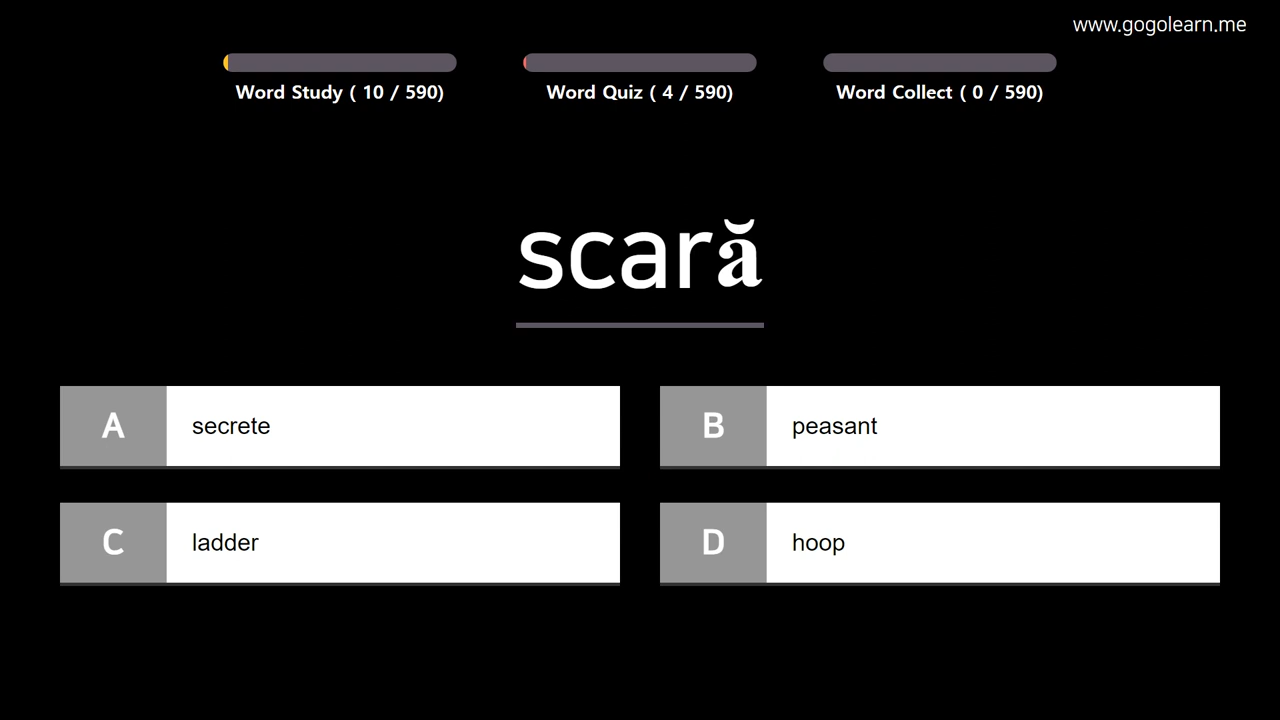 www.gogolearn.me
Word Study ( 10 / 590)
Word Quiz ( 4 / 590)
Word Collect ( 0 / 590)
scară
A secrete
B peasant
C ladder
D hoop